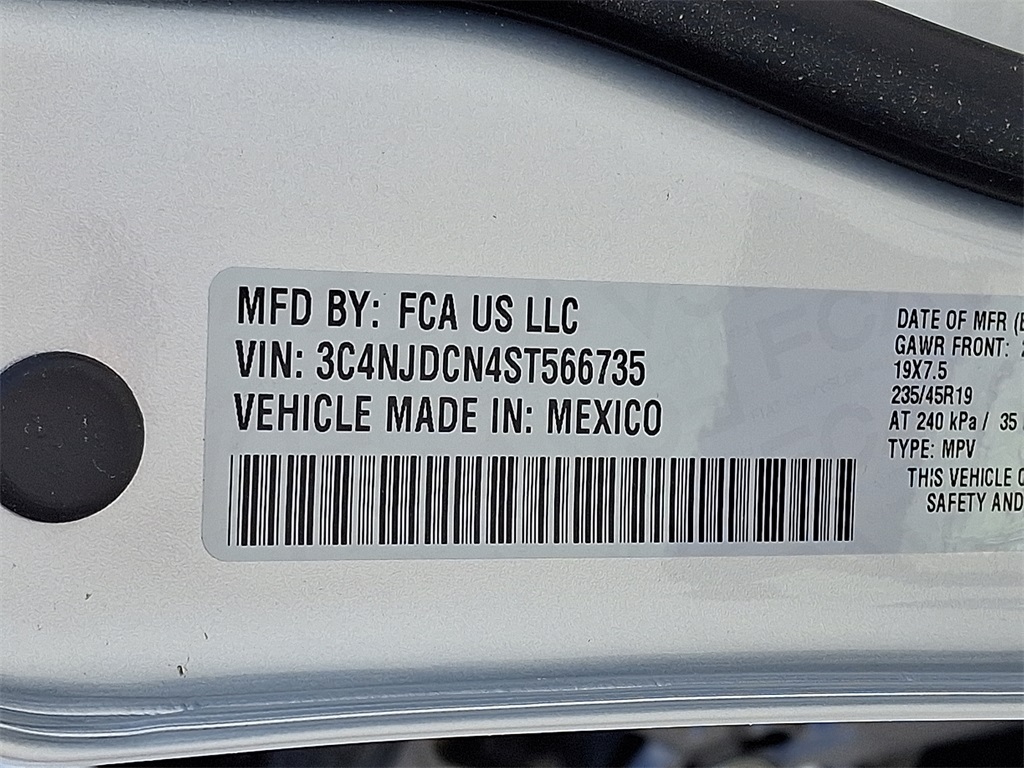 MFD BY: FCA US LLC
VIN: 3C4NJDCN4ST566735
VEHICLE MADE IN: MEXICO
DATE OF MFR
GAWR FRONT:
19X7.5
235/45R19
AT 240 kPa / 35
TYPE: MPV
THIS VEHICLE
SAFETY AND